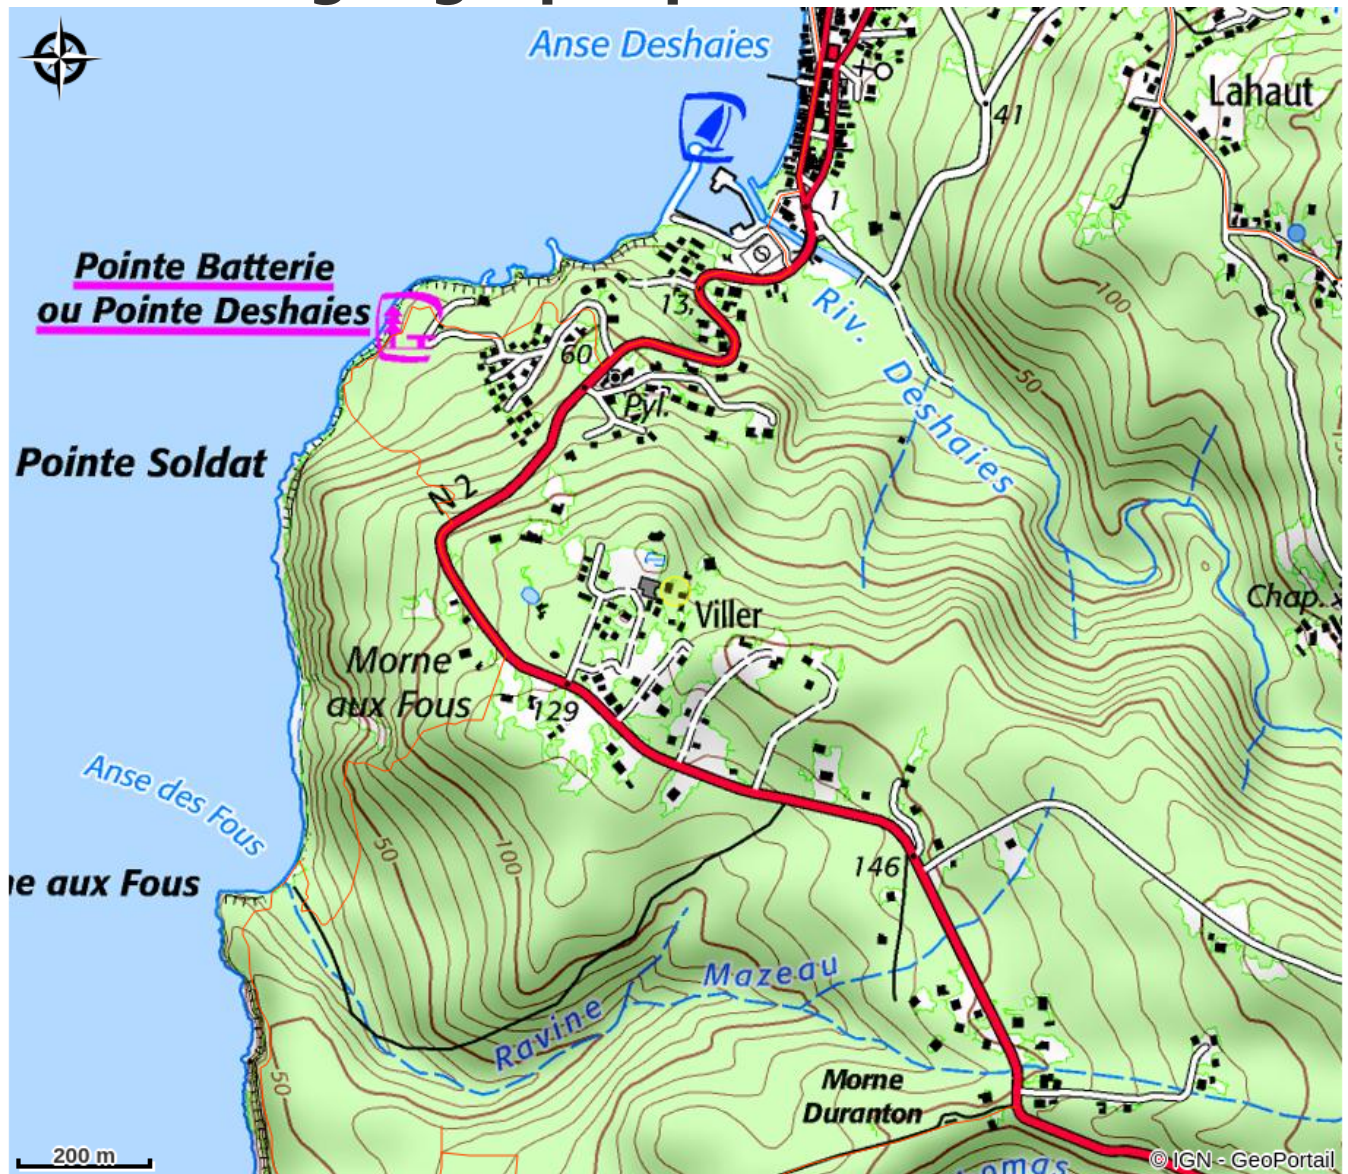 Anse Deshaies
Lahaut
41
1
Pointe Batterie
ou Pointe Deshaies
13
100
Riv. Deshaies
60
50
Pyl.
Pointe Soldat
N 2
Chap.
Viller
Morne
aux Fous
129
Anse des Fous
50
100
146
ne aux Fous
Mazeau
Ravine
50
Morne
Duranton
200 m
© IGN - GeoPortail